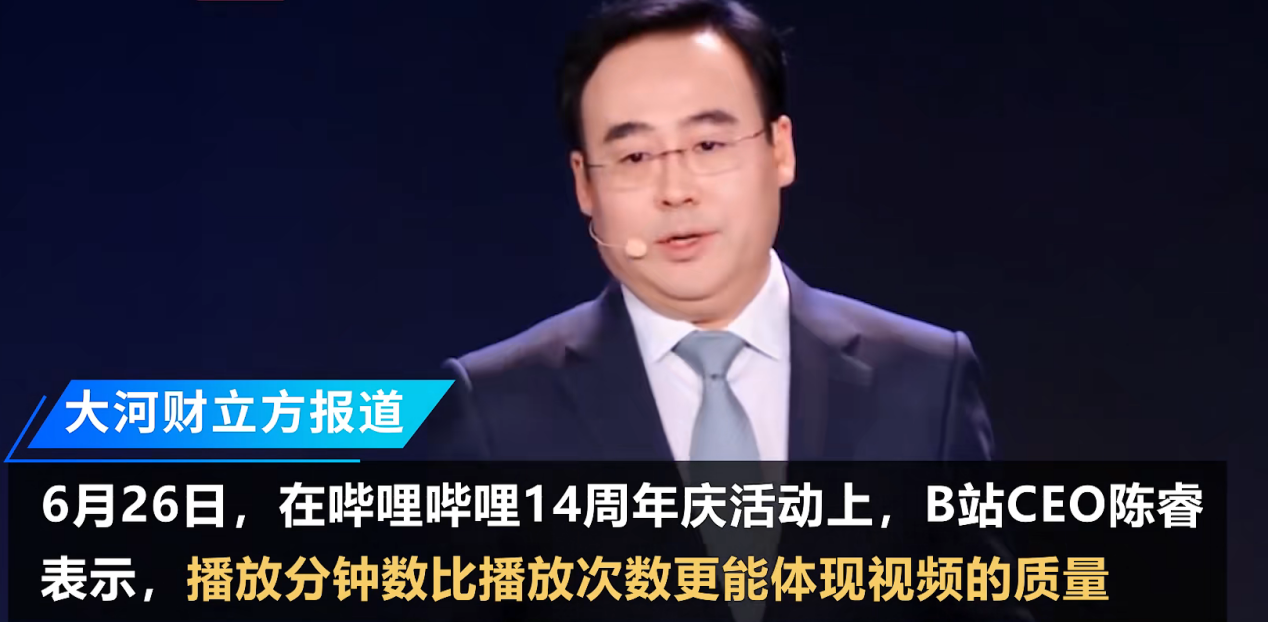 大河财立方报道
6月26日，在哔哩哔哩14周年庆活动上，B站CEO陈睿
表示，播放分钟数比播放次数更能体现视频的质量